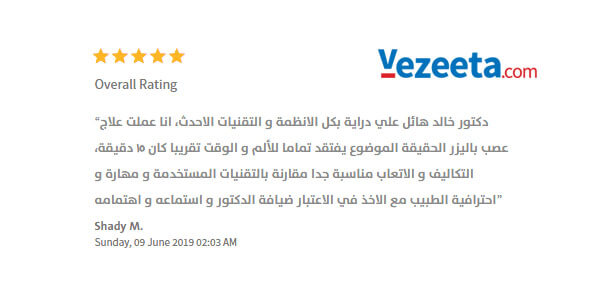 Vezeeta.com
Overall Rating
“دكتور خالد هائل علي دراية بكل الانظمة و التقنيات الاحدث، انا عملت علاج
عصب باليزر الحقيقة الموضوع يفتقد تماما للألم و الوقت تقريبا كان ١٥ دقيقة،
التكاليف و الاتعاب مناسبة جدا مقارنة بالتقنيات المستخدمة و مهارة و
احترافية الطبيب مع الاخذ في الاعتبار ضيافة الدكتور و استماعه و اهتمامه”
Shady M.
Sunday, 09 June 2019 02:03 AM